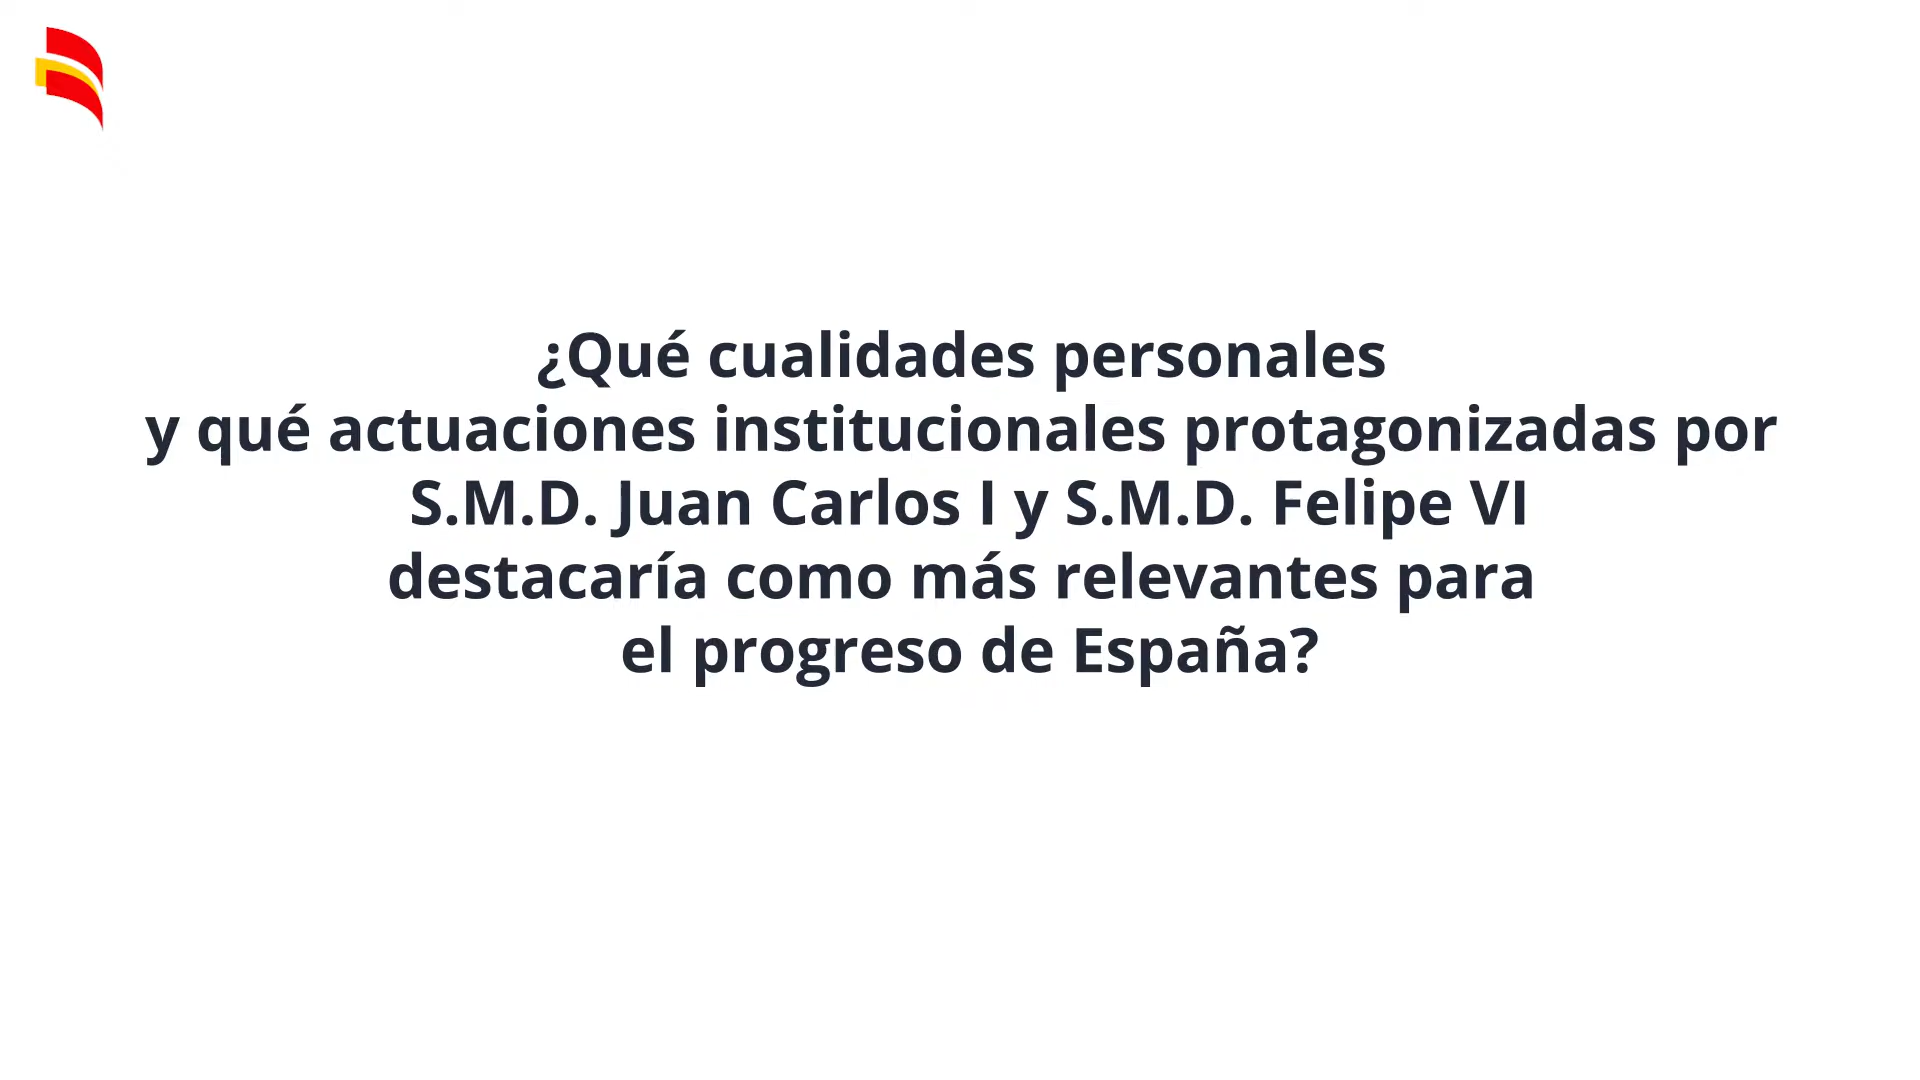 ¿Qué cualidades personales
y qué actuaciones institucionales protagonizadas por
S.M.D. Juan Carlos I y S.M.D. Felipe VI
destacaría como más relevantes para
el progreso de España?